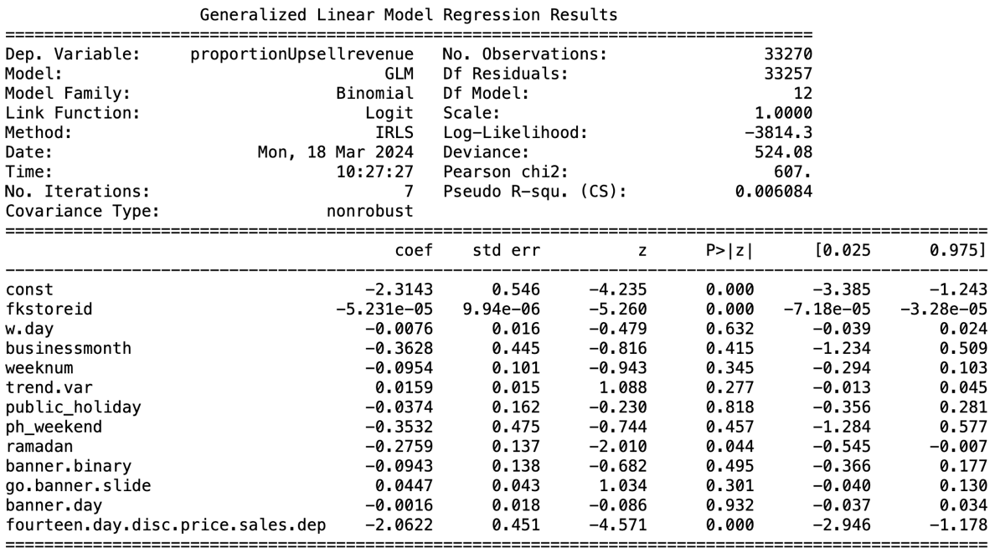 Generalized Linear Model Regression Results
==============================================================================
Dep. Variable:     proportionUpsellrevenue   No. Observations:                33270
Model:                                 GLM   Df Residuals:                    33257
Model Family:                     Binomial   Df Model:                           12
Link Function:                       Logit   Scale:                          1.0000
Method:                               IRLS   Log-Likelihood:                -3814.3
Date:                     Mon, 18 Mar 2024   Deviance:                       524.08
Time:                             10:27:27   Pearson chi2:                     607.
No. Iterations:                          7   Pseudo R-squ. (CS):           0.006084
Covariance Type:                 nonrobust
====================================================================================================
                                       coef    std err          z      P>|z|      [0.025      0.975]
----------------------------------------------------------------------------------------------------
const                               -2.3143      0.546     -4.235      0.000      -3.385      -1.243
fkstoreid                        -5.231e-05   9.94e-06     -5.260      0.000   -7.18e-05   -3.28e-05
w.day                               -0.0076      0.016     -0.479      0.632      -0.039       0.024
businessmonth                       -0.3628      0.445     -0.816      0.415      -1.234       0.509
weeknum                             -0.0954      0.101     -0.943      0.345      -0.294       0.103
trend.var                            0.0159      0.015      1.088      0.277      -0.013       0.045
public_holiday                      -0.0374      0.162     -0.230      0.818      -0.356       0.281
ph_weekend                          -0.3532      0.475     -0.744      0.457      -1.284       0.577
ramadan                             -0.2759      0.137     -2.010      0.044      -0.545      -0.007
banner.binary                       -0.0943      0.138     -0.682      0.495      -0.366       0.177
go.banner.slide                      0.0447      0.043      1.034      0.301      -0.040       0.130
banner.day                          -0.0016      0.018     -0.086      0.932      -0.037       0.034
fourteen.day.disc.price.sales.dep   -2.0622      0.451     -4.571      0.000      -2.946      -1.178
====================================================================================================